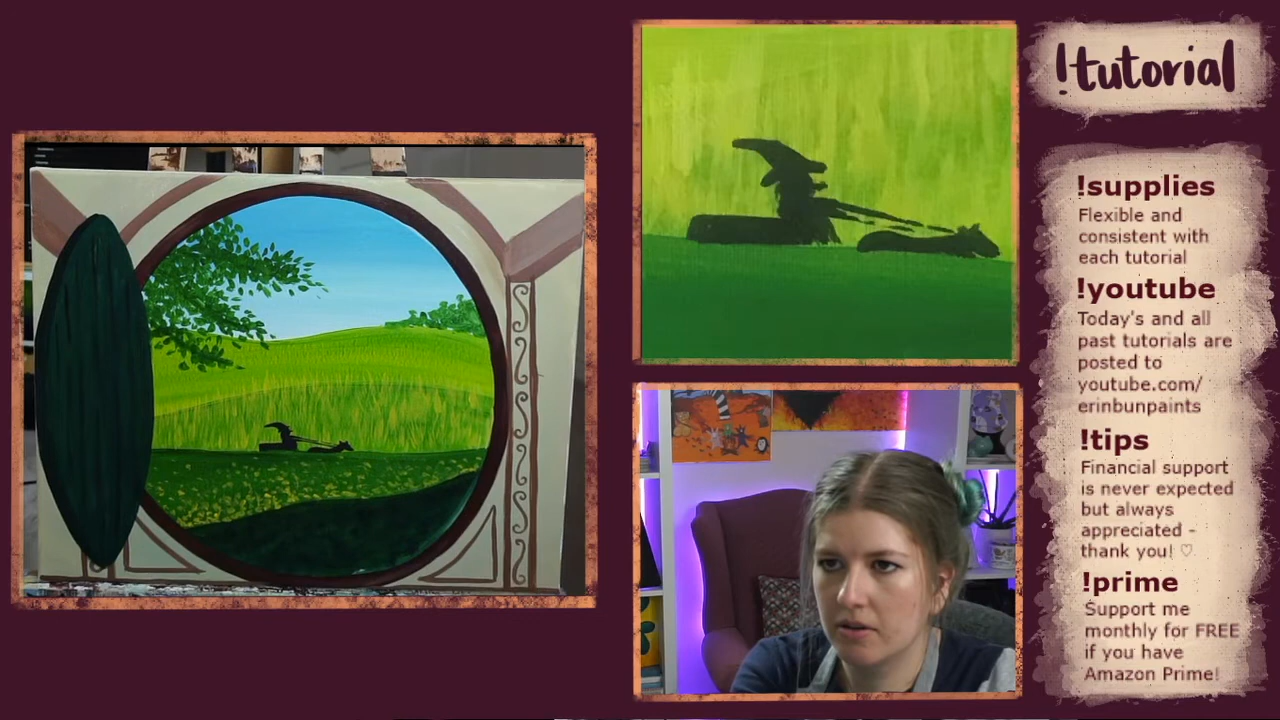 !tutorial
!supplies
Flexible and
consistent with
each tutorial
!youtube
Today's and all
past tutorials are
posted to
youtube.com/
erinbunpaints
!tips
Financial support
is never expected
but always
appreciated -
thank you! ♡
!prime
Support me
monthly for FREE
if you have
Amazon Prime!